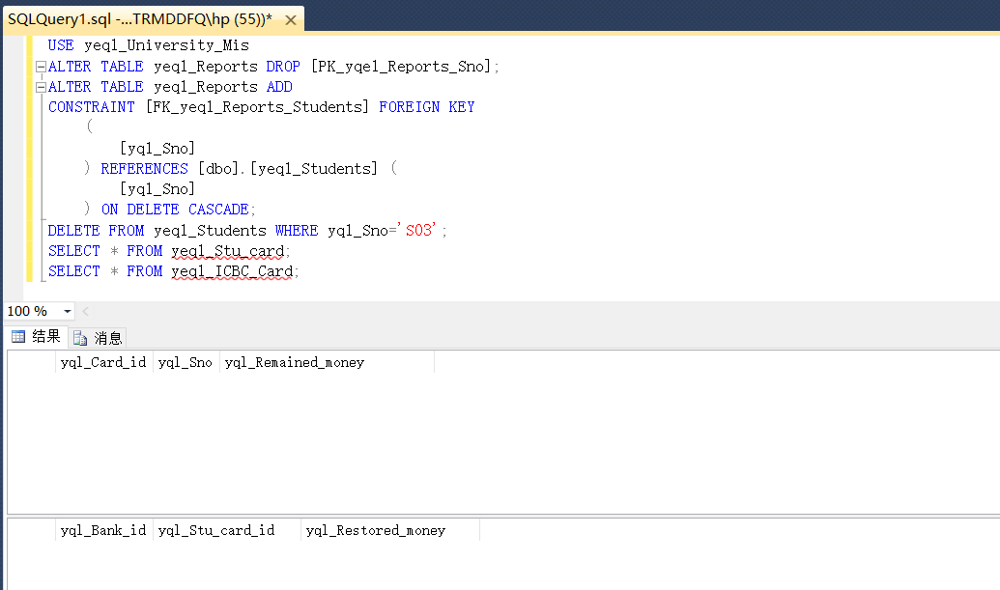 SQLQuery1.sql -...TRMDDFQ\hp (55))*
USE yeql_University_Mis
ALTER TABLE yeql_Reports DROP [PK_yqel_Reports_Sno];
ALTER TABLE yeql_Reports ADD
CONSTRAINT [FK_yeql_Reports_Students] FOREIGN KEY
(
[yql_Sno]
) REFERENCES [dbo].[yeql_Students] (
[yql_Sno]
) ON DELETE CASCADE;
DELETE FROM yeql_Students WHERE yql_Sno='S03';
SELECT * FROM yeql_Stu_card;
SELECT * FROM yeql_ICBC_Card;
100 %
结果 消息
yql_Card_id yql_Sno yql_Remained_money
yql_Bank_id yql_Stu_card_id yql_Restored_money